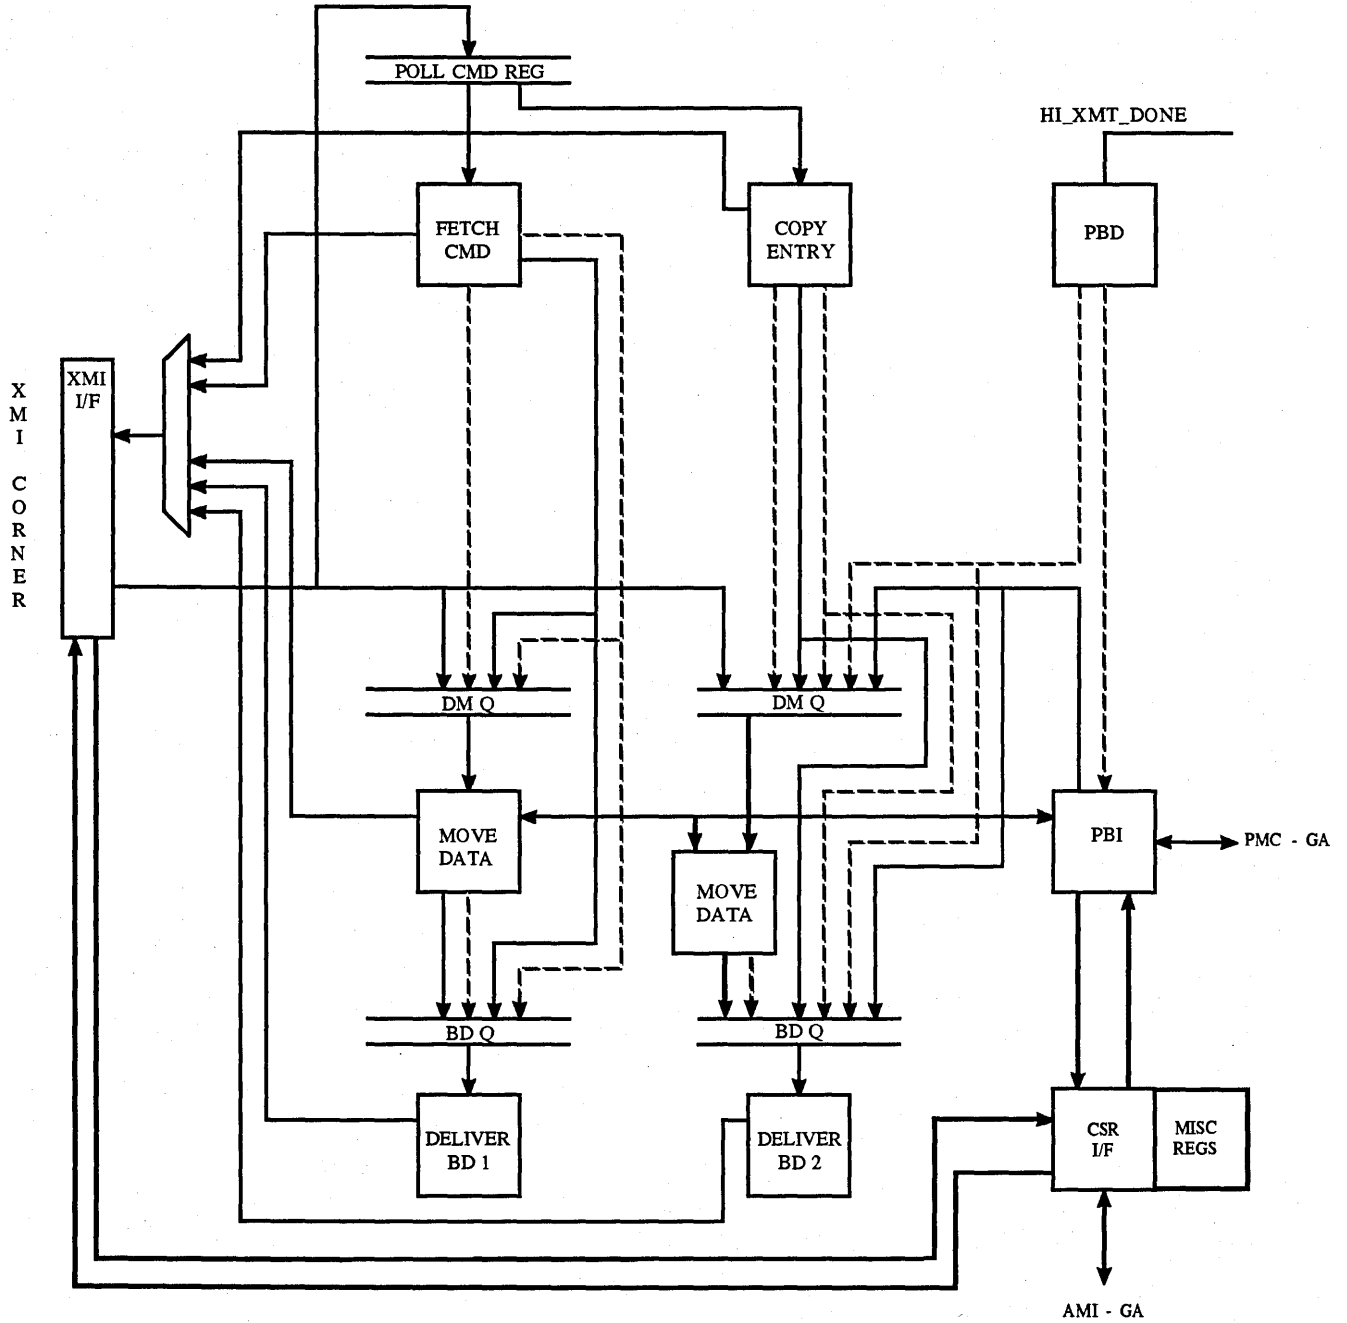 POLL CMD REG
HI_XMT_DONE
FETCH
CMD
COPY
ENTRY
PBD
XMI
I/F
X
M
I
C
O
R
N
E
R
DM Q
DM Q
MOVE
DATA
PBI
PMC - GA
MOVE
DATA
BD Q
BD Q
DELIVER
BD 1
DELIVER
BD 2
CSR
I/F
MISC
REGS
AMI - GA